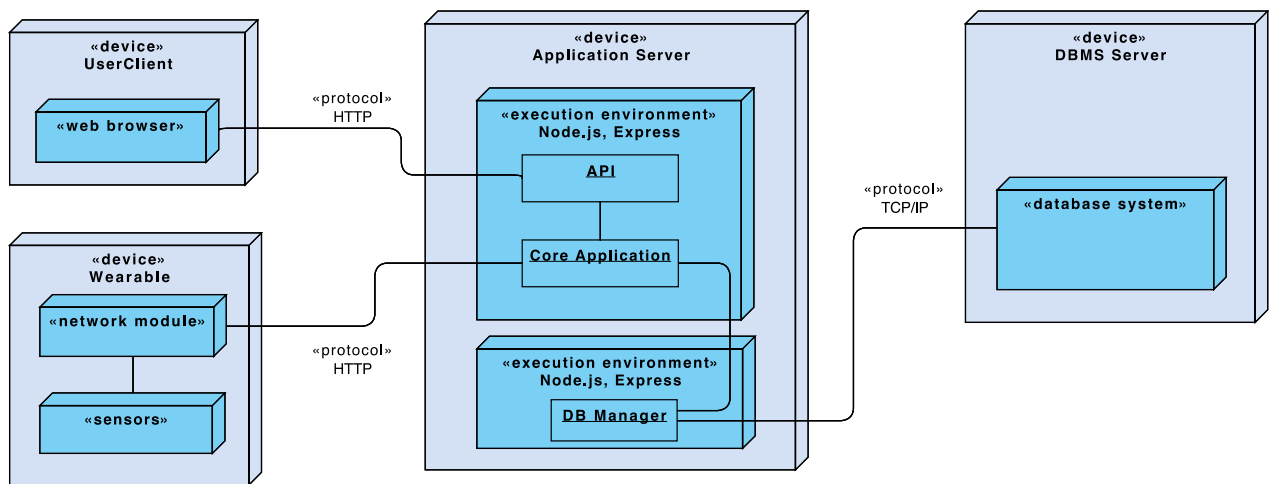 «device»
UserClient
«web browser»
«protocol»
HTTP
«device»
Wearable
«network module»
«sensors»
«protocol»
HTTP
«device»
Application Server
«execution environment»
Node.js, Express
API
Core Application
«execution environment»
Node.js, Express
DB Manager
«protocol»
TCP/IP
«device»
DBMS Server
«database system»